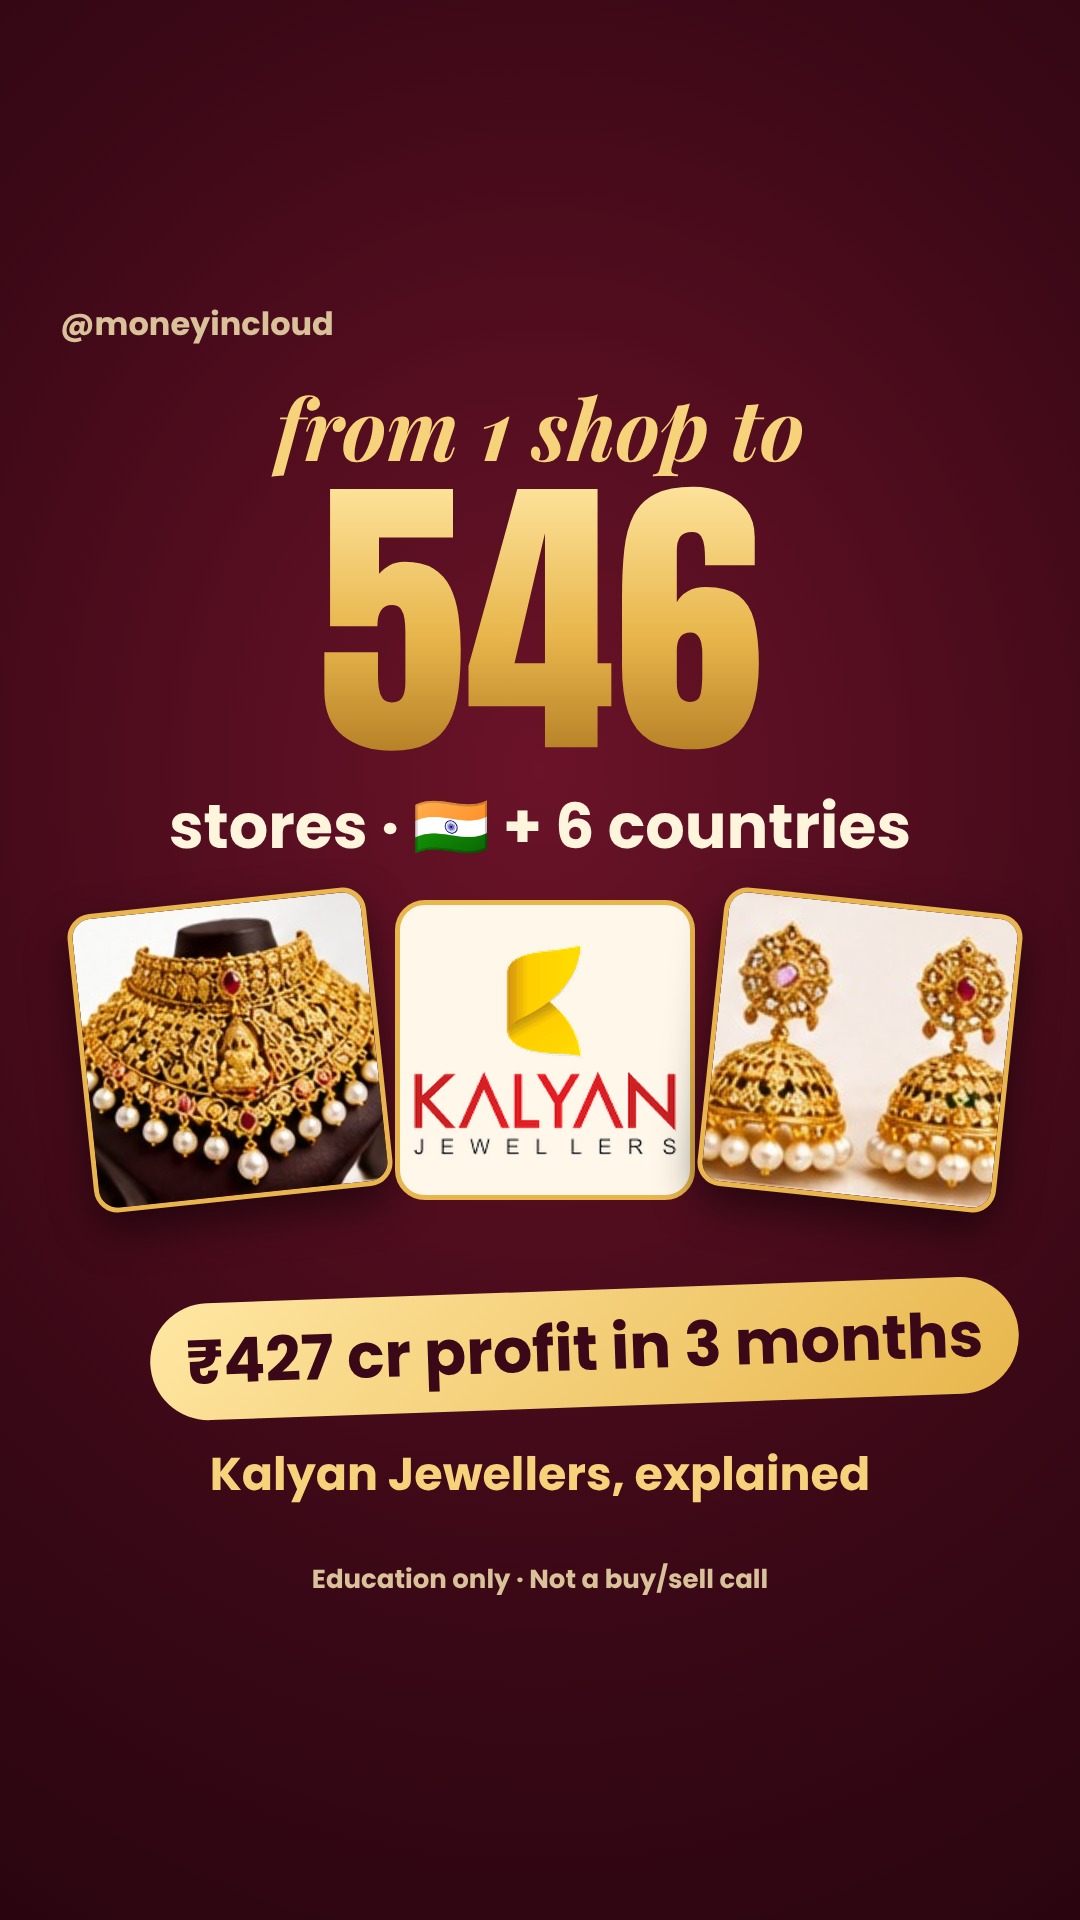 @moneyincloud
from 1 shop to
546
stores · 🇮🇳 + 6 countries
KALYAN
JEWELLERS
₹427 cr profit in 3 months
Kalyan Jewellers, explained
Education only · Not a buy/sell call